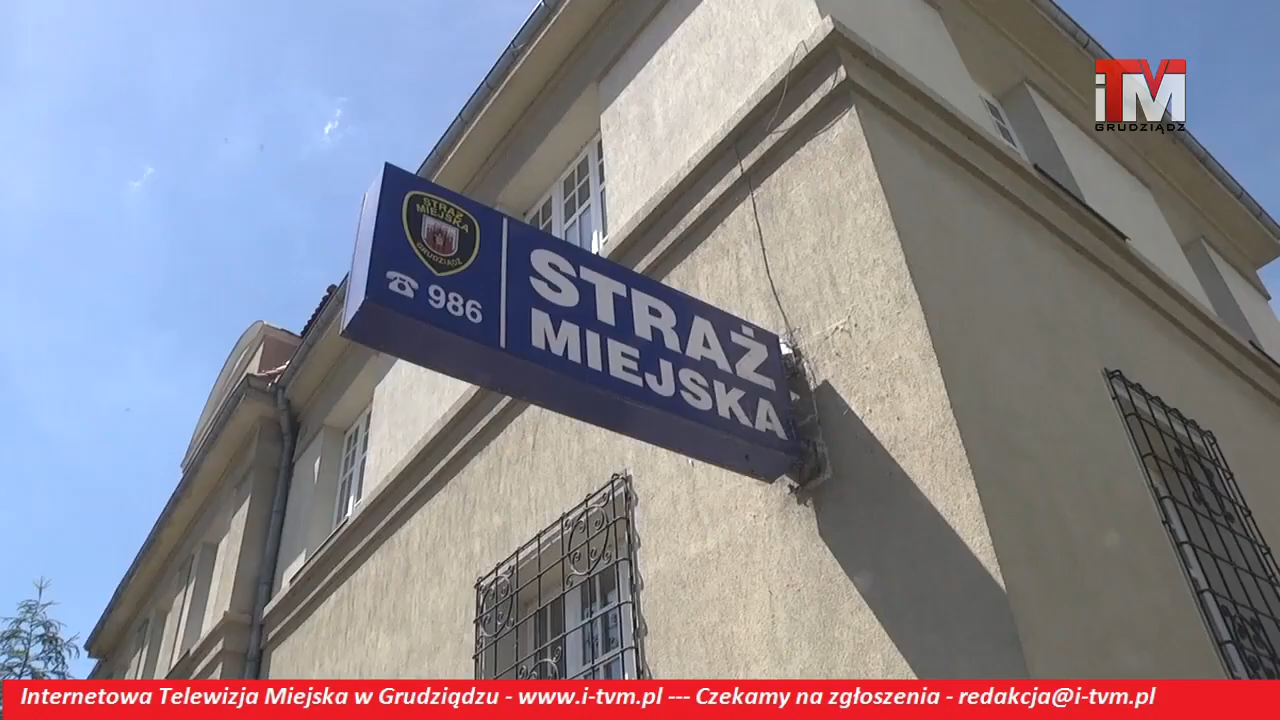 iTVM
GRUDZIĄDZ
STRAŻ
MIEJSKA
GRUDZIĄDZ
☎ 986
STRAŻ
MIEJSKA
Internetowa Telewizja Miejska w Grudziądzu - www.i-tvm.pl --- Czekamy na zgłoszenia - redakcja@i-tvm.pl